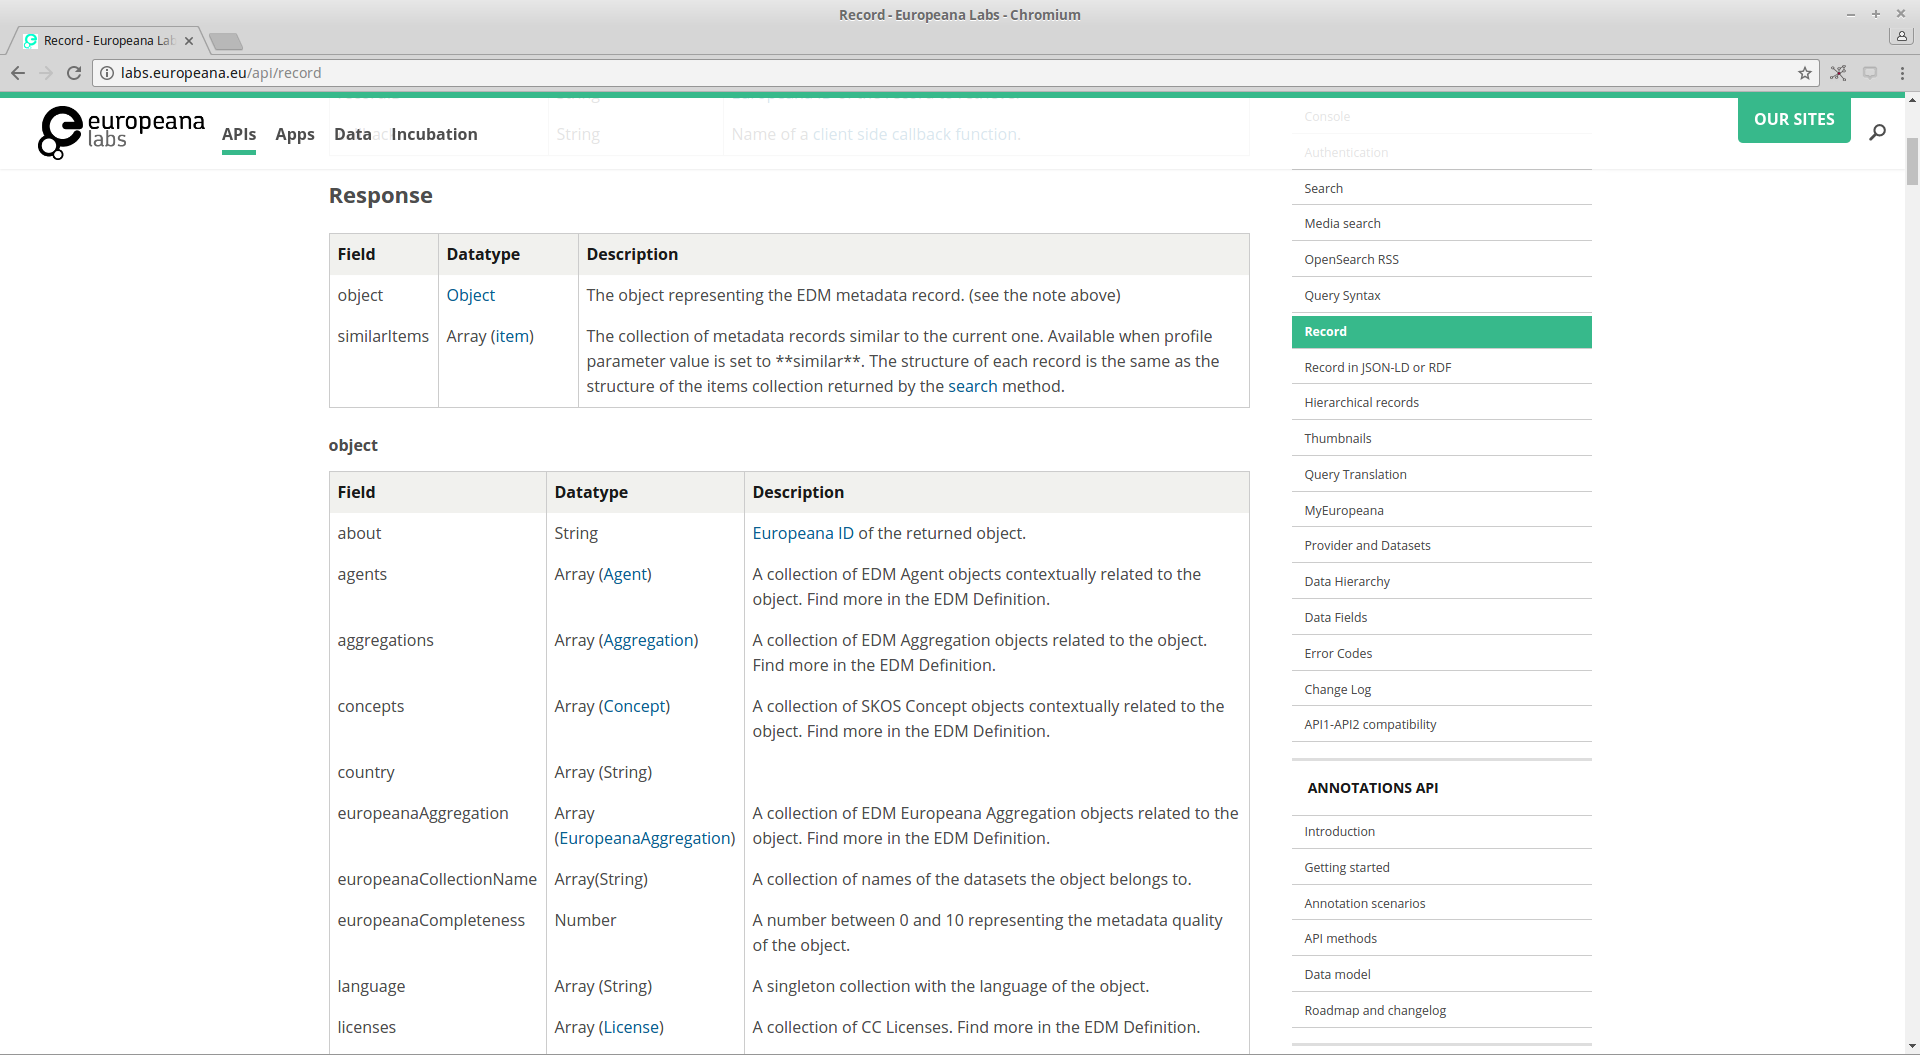 Record - Europeana Labs - Chromium
Record - Europeana Lab
labs.europeana.eu/api/record
europeana
labs
APIs Apps Data Incubation
String
Name of a client side callback function.
OUR SITES
Response
Field Datatype Description
object Object The object representing the EDM metadata record. (see the note above)
similarItems Array (item) The collection of metadata records similar to the current one. Available when profile
parameter value is set to **similar**. The structure of each record is the same as the
structure of the items collection returned by the search method.
object
Field Datatype Description
about String Europeana ID of the returned object.
agents Array (Agent) A collection of EDM Agent objects contextually related to the
object. Find more in the EDM Definition.
aggregations Array (Aggregation) A collection of EDM Aggregation objects related to the object.
Find more in the EDM Definition.
concepts Array (Concept) A collection of SKOS Concept objects contextually related to the
object. Find more in the EDM Definition.
country Array (String)
europeanaAggregation Array A collection of EDM Europeana Aggregation objects related to the
(EuropeanaAggregation) object. Find more in the EDM Definition.
europeanaCollectionName Array(String) A collection of names of the datasets the object belongs to.
europeanaCompleteness Number A number between 0 and 10 representing the metadata quality
of the object.
language Array (String) A singleton collection with the language of the object.
licenses Array (License) A collection of CC Licenses. Find more in the EDM Definition.
Console
Authentication
Search
Media search
OpenSearch RSS
Query Syntax
Record
Record in JSON-LD or RDF
Hierarchical records
Thumbnails
Query Translation
MyEuropeana
Provider and Datasets
Data Hierarchy
Data Fields
Error Codes
Change Log
API1-API2 compatibility
ANNOTATIONS API
Introduction
Getting started
Annotation scenarios
API methods
Data model
Roadmap and changelog